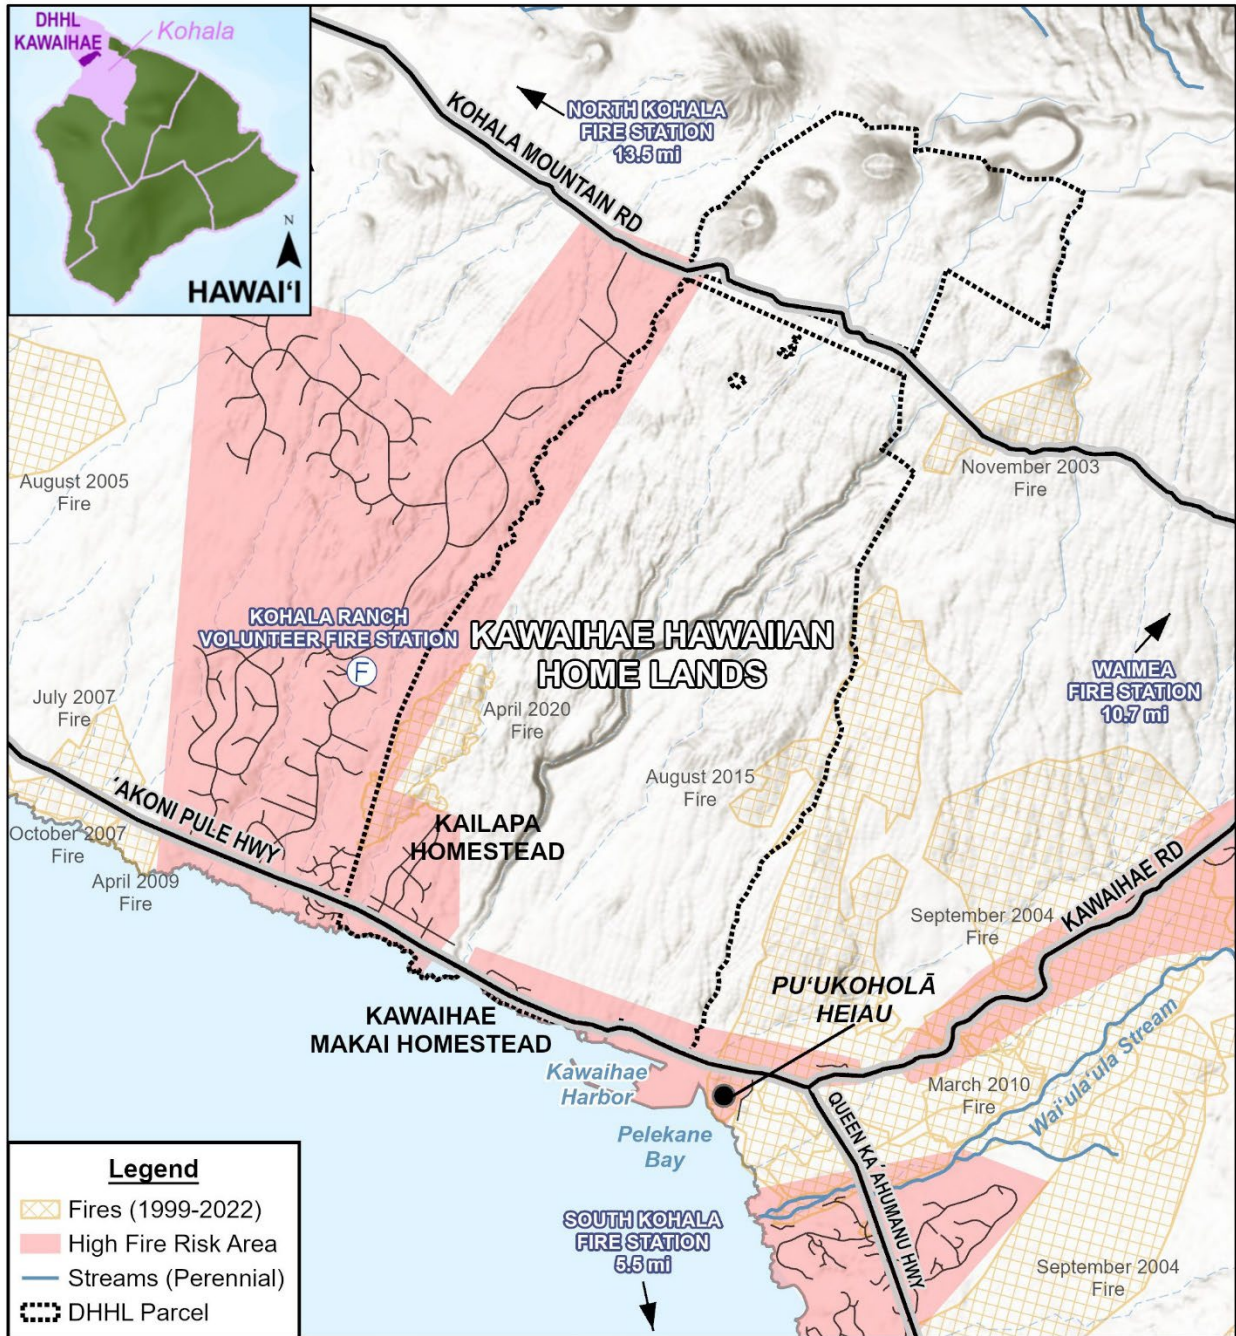 DHHL
KAWAIHAE
Kohala
N
HAWAI‘I
NORTH KOHALA
FIRE STATION
13.5 mi
KOHALA MOUNTAIN RD
August 2005
Fire
November 2003
Fire
KOHALA RANCH
VOLUNTEER FIRE STATION
F
KAWAIHAE HAWAIIAN
HOME LANDS
WAIMEA
FIRE STATION
10.7 mi
July 2007
Fire
April 2020
Fire
August 2015
Fire
‘AKONI PULE HWY
October 2007
Fire
April 2009
Fire
KAILAPA
HOMESTEAD
KAWAIHAE RD
September 2004
Fire
PU‘UKOHOLĀ
HEIAU
KAWAIHAE
MAKAI HOMESTEAD
Kawaihae
Harbor
Pelekane
Bay
March 2010
Fire
Wai‘ula‘ula Stream
QUEEN KA‘AHUMANU HWY
SOUTH KOHALA
FIRE STATION
5.5 mi
September 2004
Fire
Legend
Fires (1999-2022)
High Fire Risk Area
Streams (Perennial)
DHHL Parcel